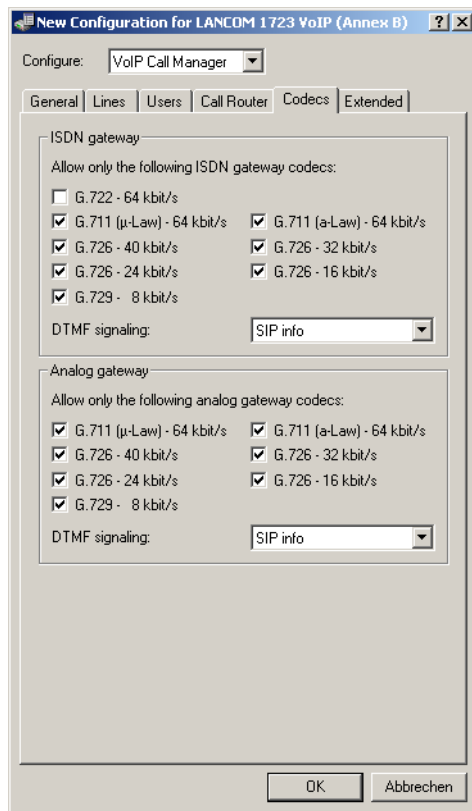 New Configuration for LANCOM 1723 VoIP (Annex B)
Configure: VoIP Call Manager
General Lines Users Call Router Codecs Extended
ISDN gateway
Allow only the following ISDN gateway codecs:
G.722 - 64 kbit/s
G.711 (µ-Law) - 64 kbit/s G.711 (a-Law) - 64 kbit/s
G.726 - 40 kbit/s G.726 - 32 kbit/s
G.726 - 24 kbit/s G.726 - 16 kbit/s
G.729 - 8 kbit/s
DTMF signaling: SIP info
Analog gateway
Allow only the following analog gateway codecs:
G.711 (µ-Law) - 64 kbit/s G.711 (a-Law) - 64 kbit/s
G.726 - 40 kbit/s G.726 - 32 kbit/s
G.726 - 24 kbit/s G.726 - 16 kbit/s
G.729 - 8 kbit/s
DTMF signaling: SIP info
OK Abbrechen